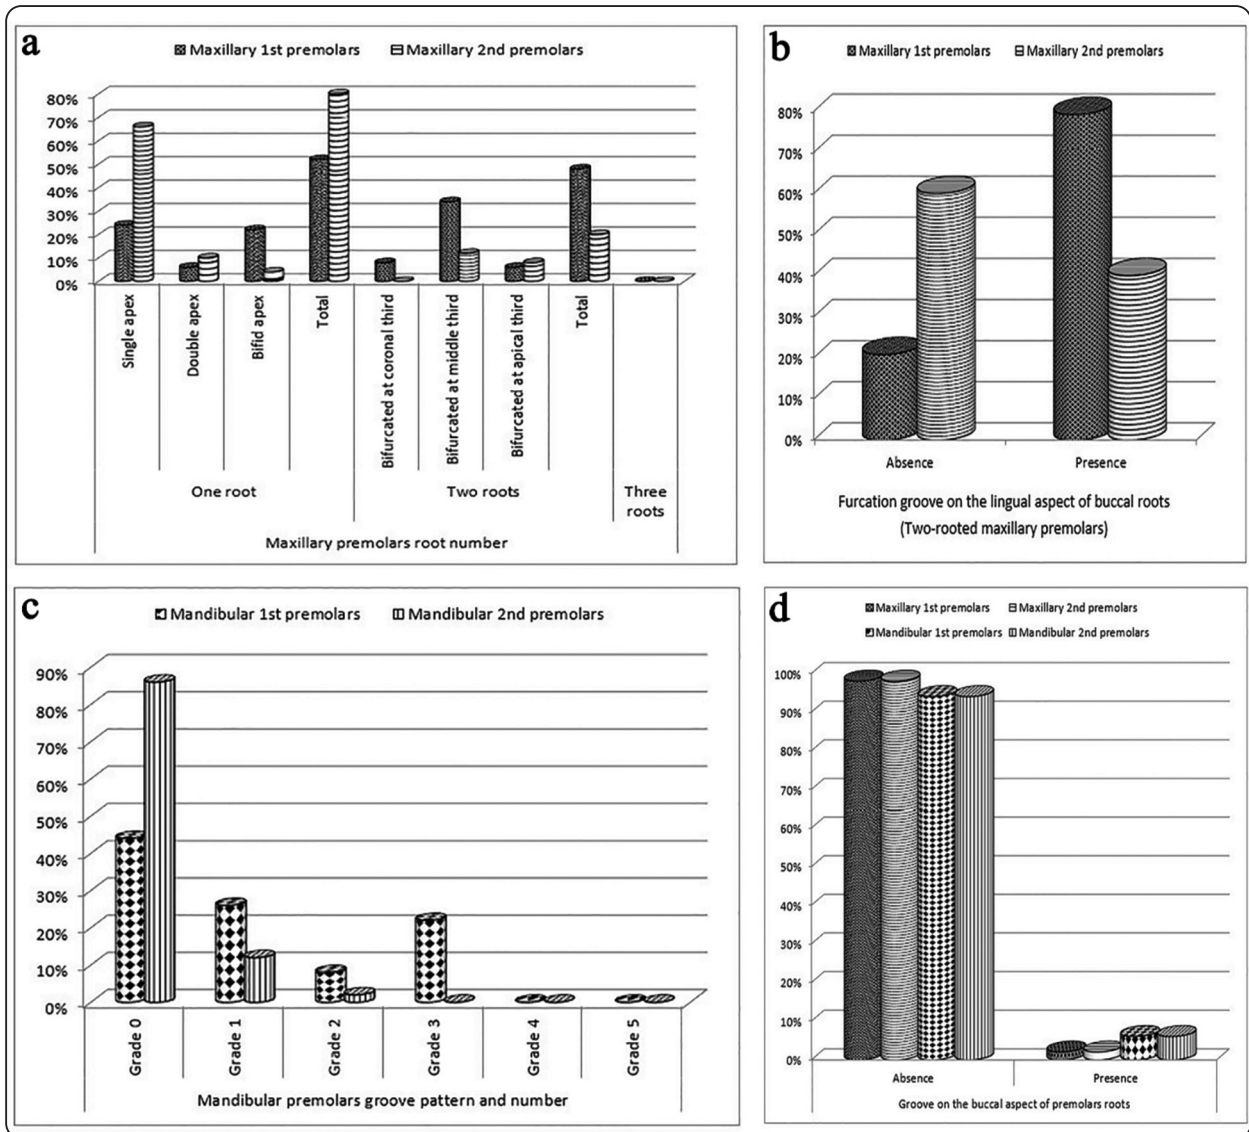 a
Maxillary 1st premolars Maxillary 2nd premolars
80%
70%
60%
50%
40%
30%
20%
10%
0%
Single apex
Double apex
Bifid apex
Total
Bifurcated at coronal third
Bifurcated at middle third
Bifurcated at apical third
Total
One root
Two roots
Three
roots
Maxillary premolars root number
b
Maxillary 1st premolars Maxillary 2nd premolars
80%
70%
60%
50%
40%
30%
20%
10%
0%
Absence Presence
Furcation groove on the lingual aspect of buccal roots
(Two-rooted maxillary premolars)
c
Mandibular 1st premolars Mandibular 2nd premolars
90%
80%
70%
60%
50%
40%
30%
20%
10%
0%
Grade 0
Grade 1
Grade 2
Grade 3
Grade 4
Grade 5
Mandibular premolars groove pattern and number
d
Maxillary 1st premolars Maxillary 2nd premolars
Mandibular 1st premolars Mandibular 2nd premolars
100%
90%
80%
70%
60%
50%
40%
30%
20%
10%
0%
Absence Presence
Groove on the buccal aspect of premolars roots